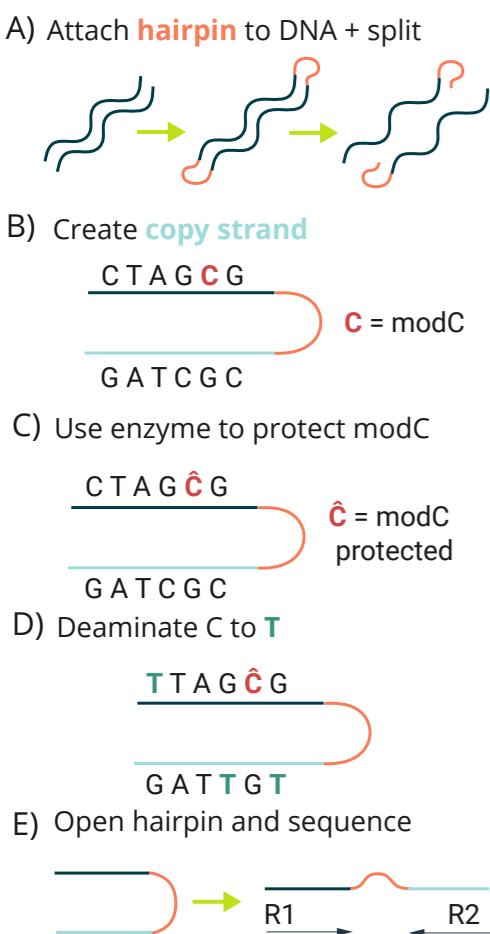 A) Attach hairpin to DNA + split
B) Create copy strand
C T A G C G
C = modC
G A T C G C
C) Use enzyme to protect modC
C T A G Ĉ G
Ĉ = modC
protected
G A T C G C
D) Deaminate C to T
T T A G Ĉ G
G A T T G T
E) Open hairpin and sequence
R1 R2